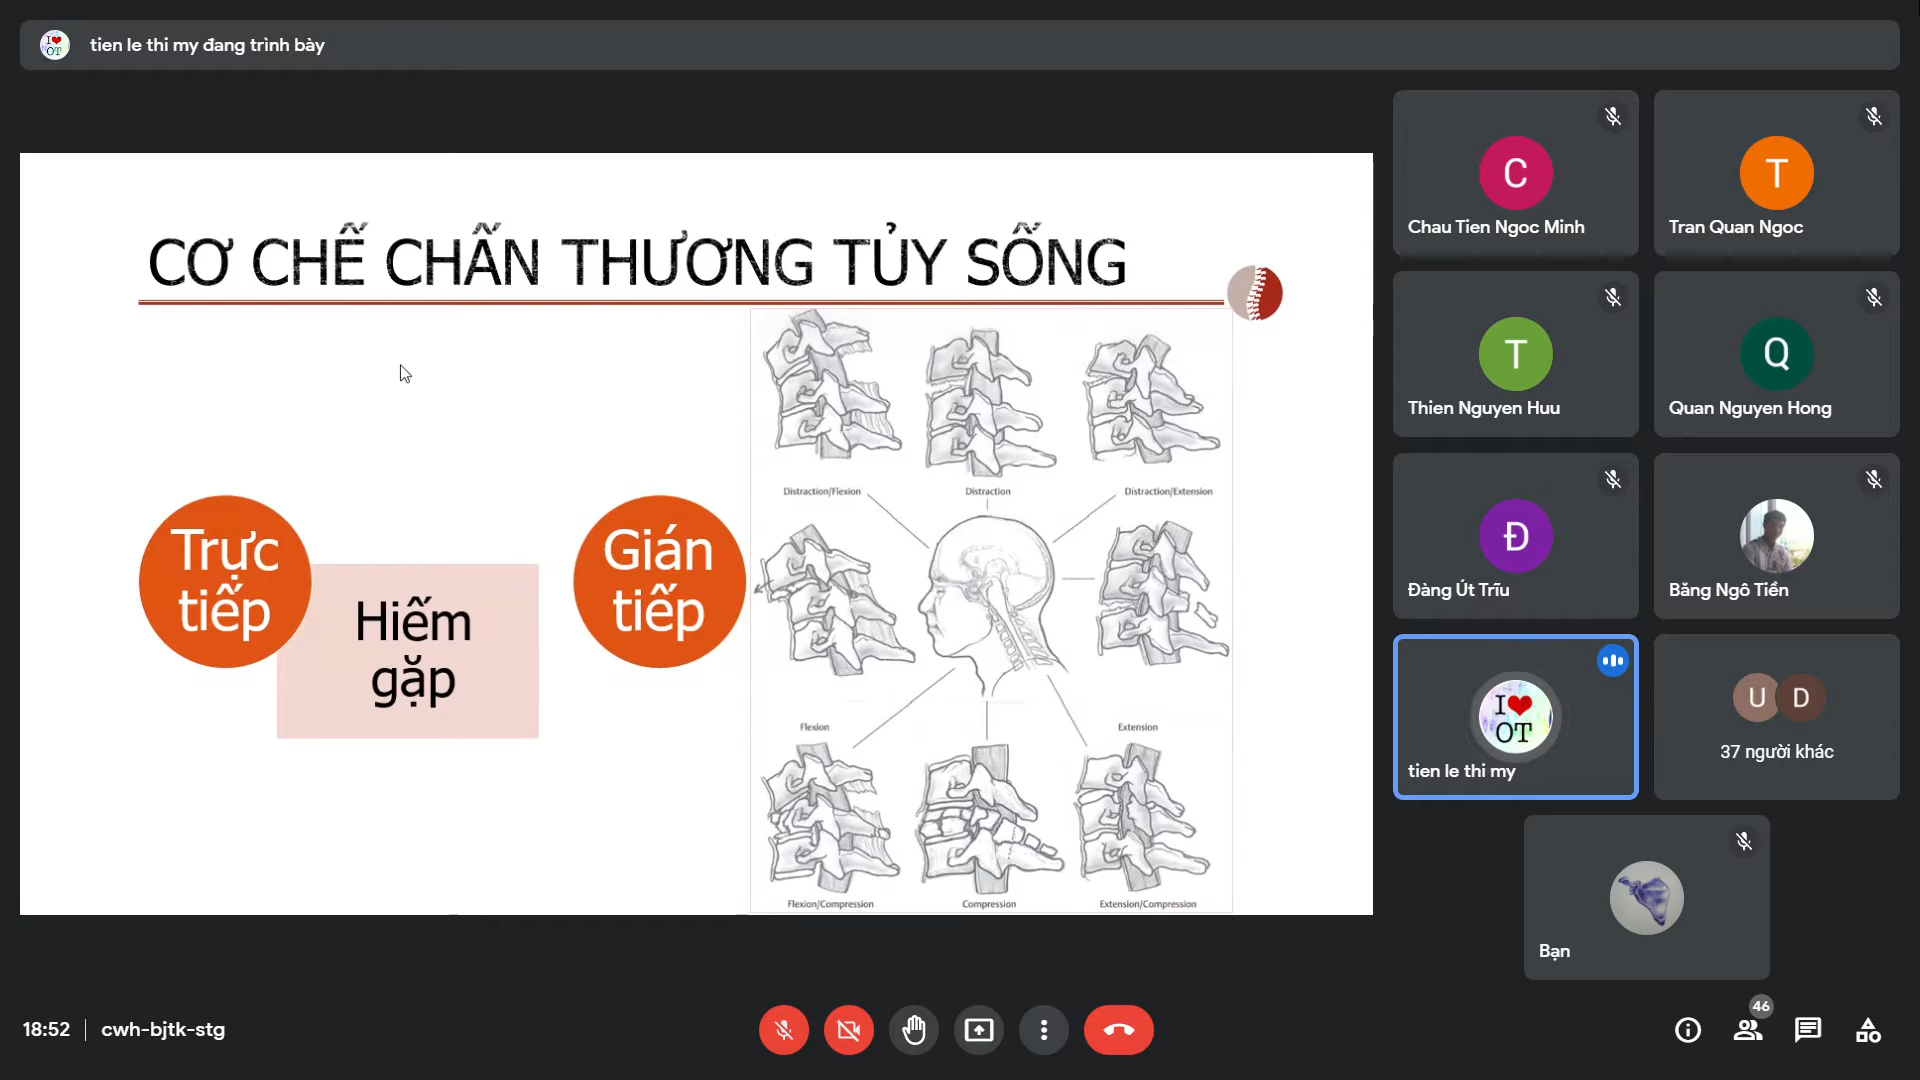 I ❤ OT
tien le thi my đang trình bày
CƠ CHẾ CHẤN THƯƠNG TỦY SỐNG
Trực
tiếp
Hiếm
gặp
Gián
tiếp
Distraction/Flexion
Distraction
Distraction/Extension
Flexion
Extension
Flexion/Compression
Compression
Extension/Compression
C
Chau Tien Ngoc Minh
T
Tran Quan Ngoc
T
Thien Nguyen Huu
Q
Quan Nguyen Hong
Đ
Đàng Út Trĩu
Băng Ngô Tiền
I ❤
OT
tien le thi my
U D
37 người khác
Bạn
18:52 | cwh-bjtk-stg
46